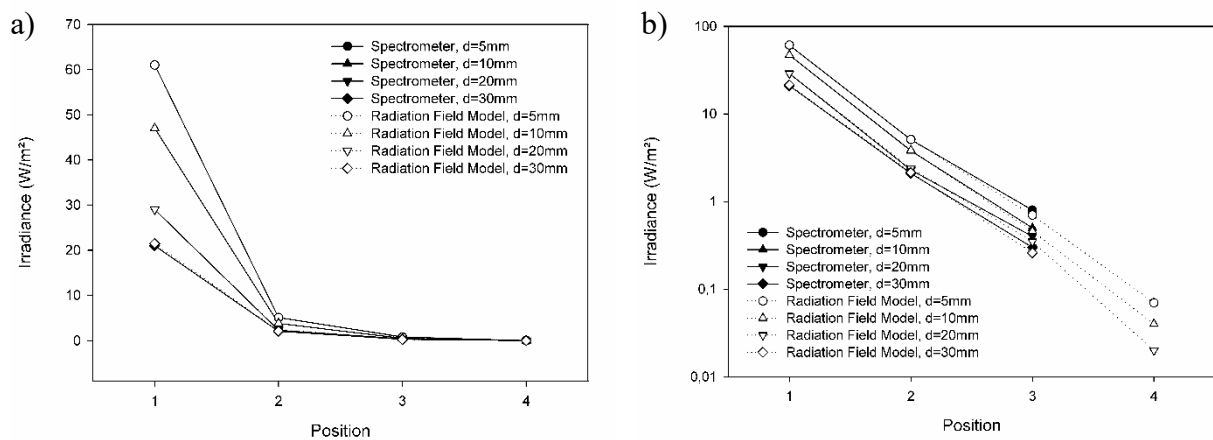 a)
70
60
50
40
30
20
10
0
Irradiance (W/m²)
Spectrometer, d=5mm
Spectrometer, d=10mm
Spectrometer, d=20mm
Spectrometer, d=30mm
Radiation Field Model, d=5mm
Radiation Field Model, d=10mm
Radiation Field Model, d=20mm
Radiation Field Model, d=30mm
1 2 3 4
Position
b)
100
10
1
0,1
0,01
Irradiance (W/m²)
Spectrometer, d=5mm
Spectrometer, d=10mm
Spectrometer, d=20mm
Spectrometer, d=30mm
Radiation Field Model, d=5mm
Radiation Field Model, d=10mm
Radiation Field Model, d=20mm
Radiation Field Model, d=30mm
1 2 3 4
Position